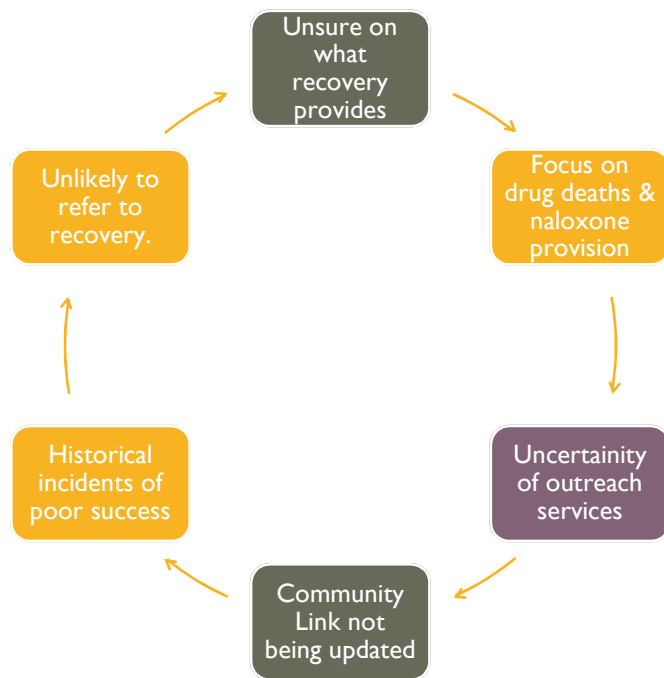 Unsure on
what
recovery
provides
Focus on
drug deaths &
naloxone
provision
Uncertainity
of outreach
services
Community
Link not
being updated
Historical
incidents of
poor success
Unlikely to
refer to
recovery.